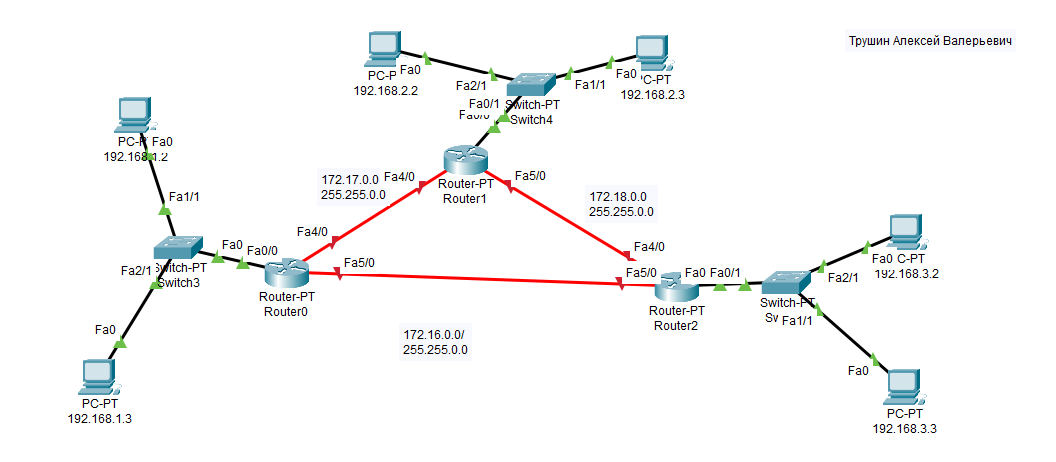 Трушин Алексей Валерьевич
Fa0
192.168.2.2
Fa2/1
Fa1/1
Fa0
C-PT
192.168.2.3
Fa0/1
Switch-PT
Switch4
Fa0
192.168.1.2
Fa1/1
172.17.0.0
255.255.0.0
Fa4/0
Router-PT
Router1
Fa5/0
172.18.0.0
255.255.0.0
Fa4/0
Fa2/1
Switch-PT
Switch3
Fa0
Fa0/0
Fa5/0
Router-PT
Router0
Fa4/0
Fa5/0
Router-PT
Router2
Fa0
Fa0/1
Switch-PT
Fa1/1
Fa2/1
Fa0
C-PT
192.168.3.2
172.16.0.0/
255.255.0.0
Fa0
PC-PT
192.168.1.3
Fa0
PC-PT
192.168.3.3